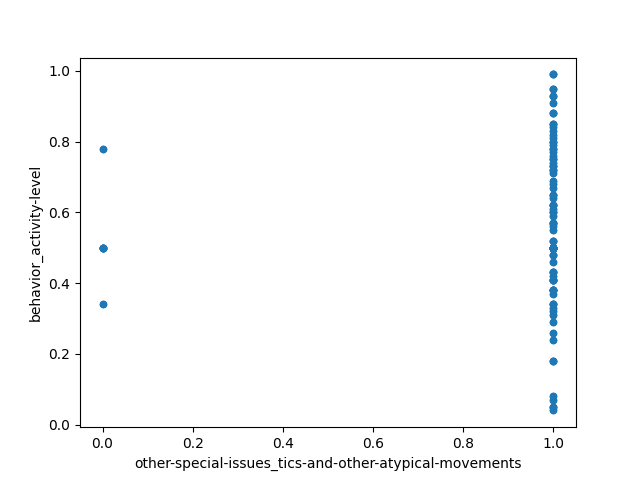 1.0
0.8
0.6
0.4
0.2
0.0
behavior_activity-level
0.0 0.2 0.4 0.6 0.8 1.0
other-special-issues_tics-and-other-atypical-movements